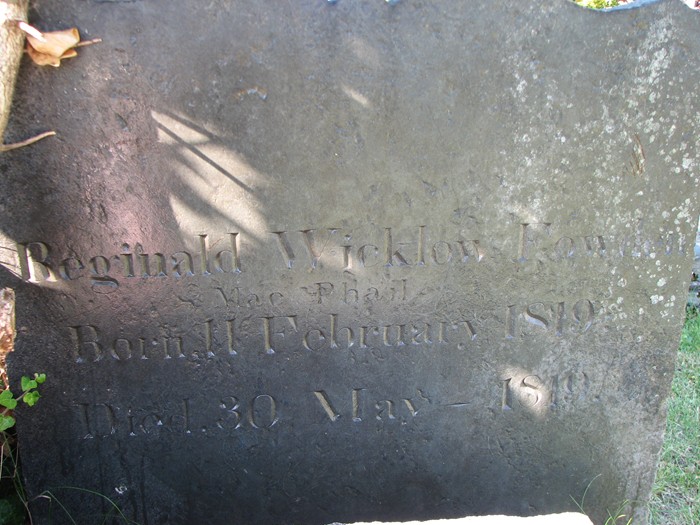 Reginald Wicklow
Mac Phail
Born, 11 February 1819.
Died, 30 May – 1819.